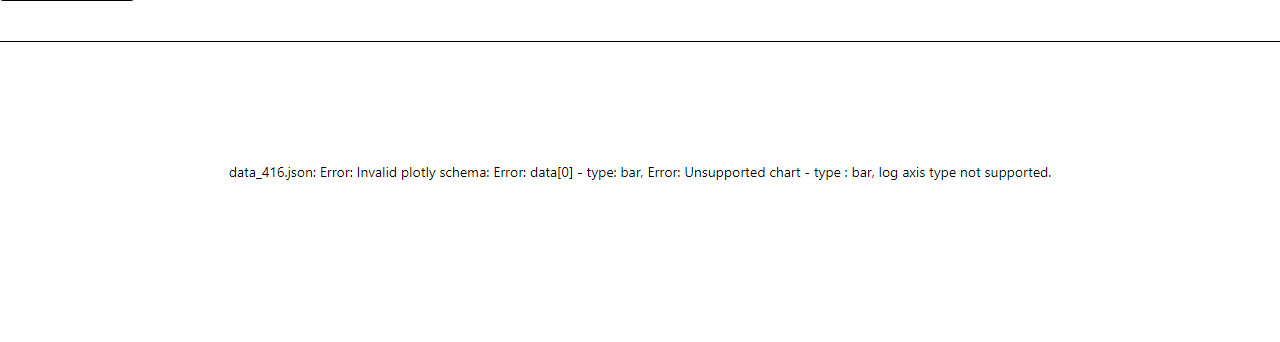 data_416.json: Error: Invalid plotly schema: Error: data[0] - type: bar, Error: Unsupported chart - type : bar, log axis type not supported.